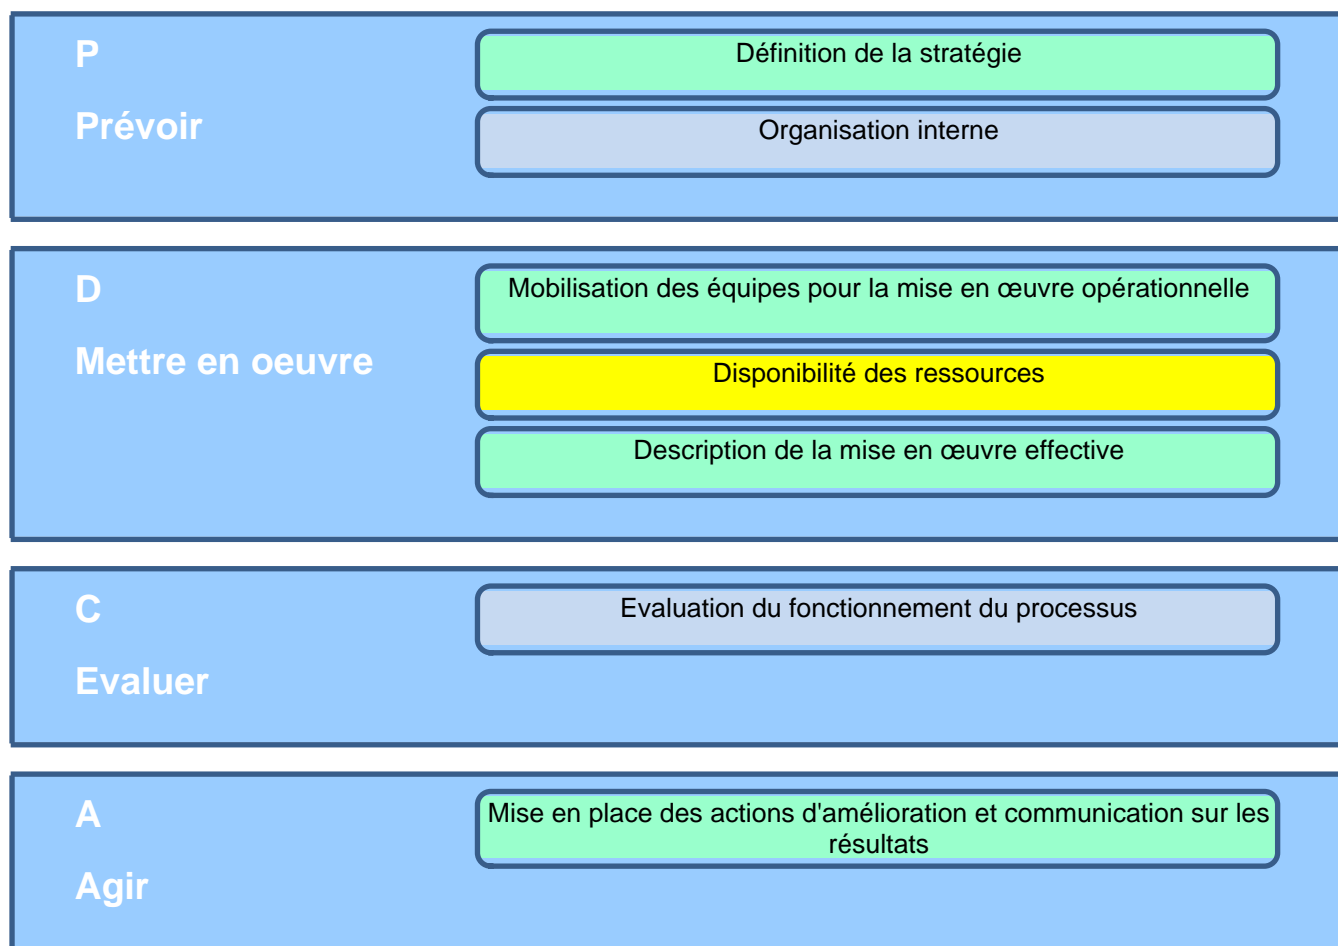 P
Prévoir
Définition de la stratégie
Organisation interne
D
Mettre en oeuvre
Mobilisation des équipes pour la mise en œuvre opérationnelle
Disponibilité des ressources
Description de la mise en œuvre effective
C
Evaluer
Evaluation du fonctionnement du processus
A
Agir
Mise en place des actions d'amélioration et communication sur les
résultats